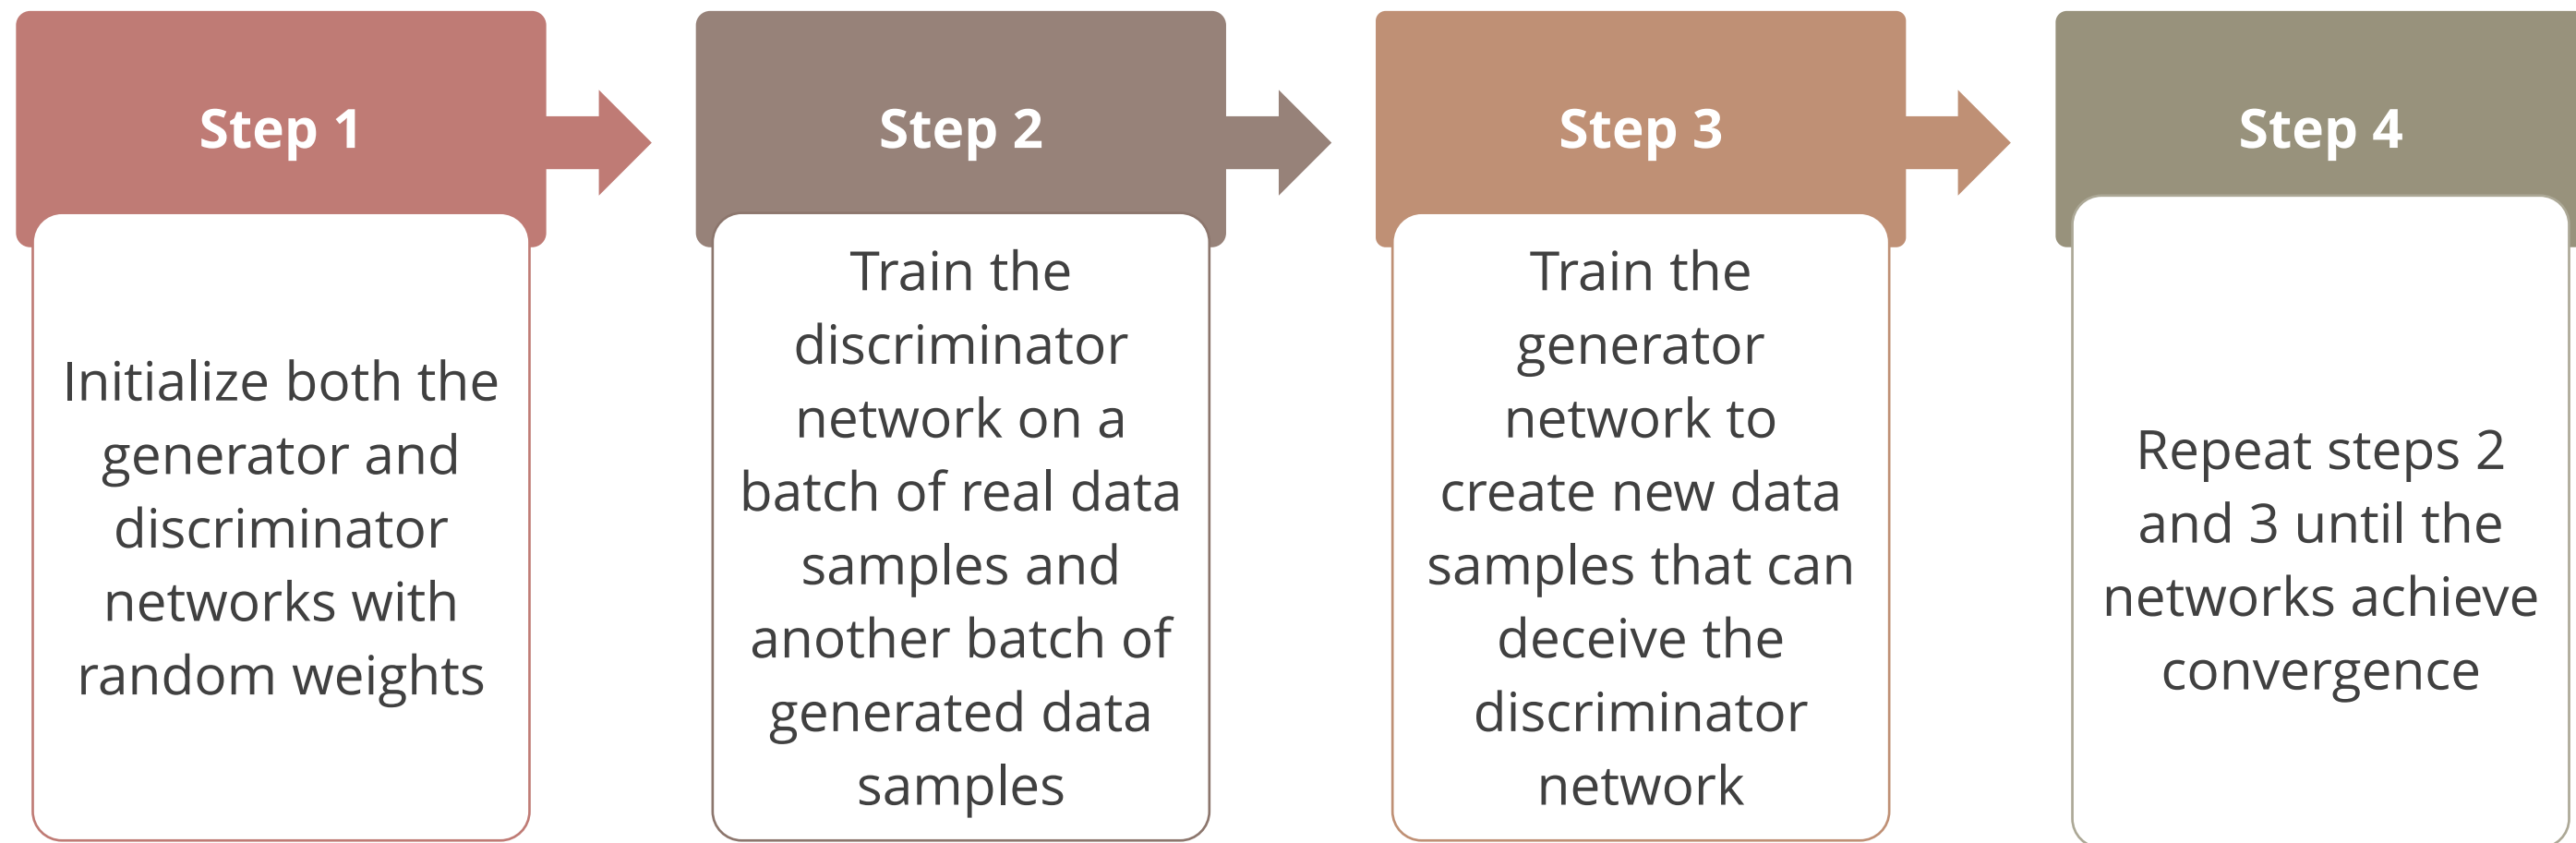 Step 1
Initialize both the
generator and
discriminator
networks with
random weights
Step 2
Train the
discriminator
network on a
batch of real data
samples and
another batch of
generated data
samples
Step 3
Train the
generator
network to
create new data
samples that can
deceive the
discriminator
network
Step 4
Repeat steps 2
and 3 until the
networks achieve
convergence